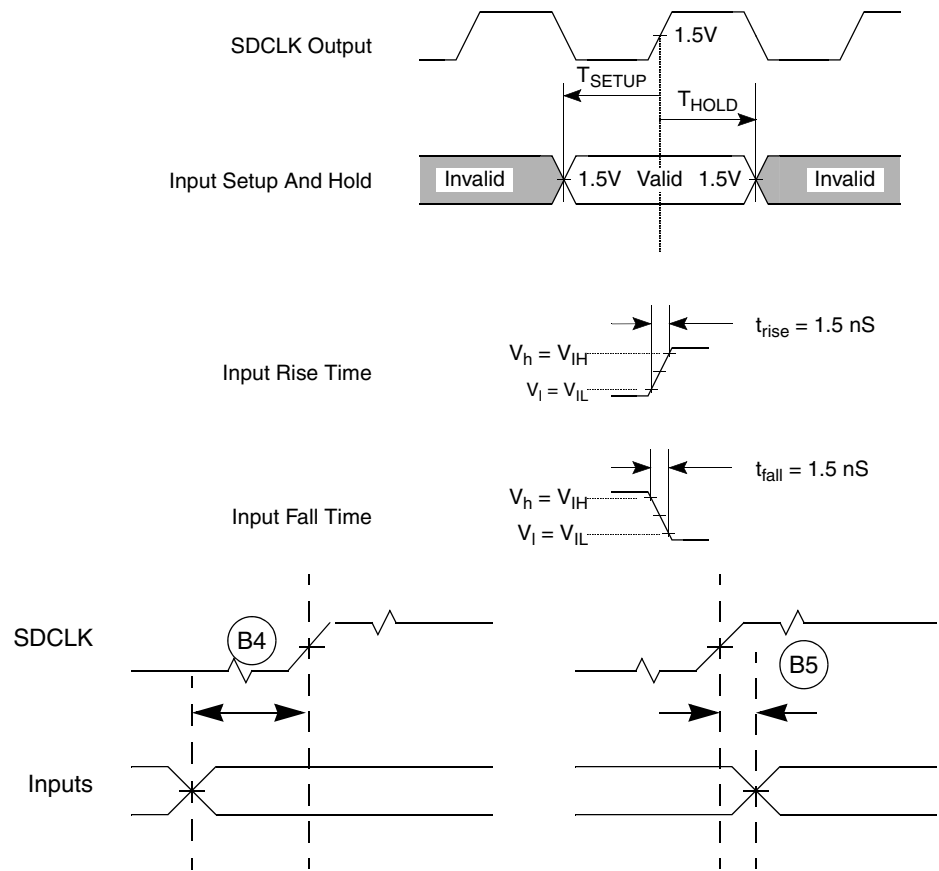 SDCLK Output
1.5V
TSETUP
THOLD
Input Setup And Hold
Invalid
1.5V Valid 1.5V
Invalid
trise = 1.5 nS
Vh = VIH
Input Rise Time
Vl = VIL
tfall = 1.5 nS
Vh = VIH
Input Fall Time
Vl = VIL
SDCLK
B4
B5
Inputs